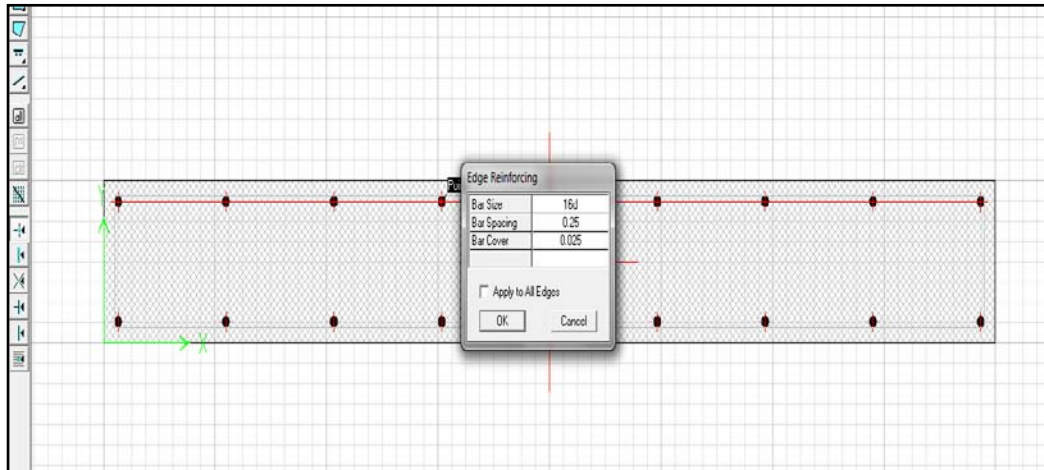 Edge Reinforcing
Bar Size 16d
Bar Spacing 0.25
Bar Cover 0.025
Apply to All Edges
OK Cancel
Y
X